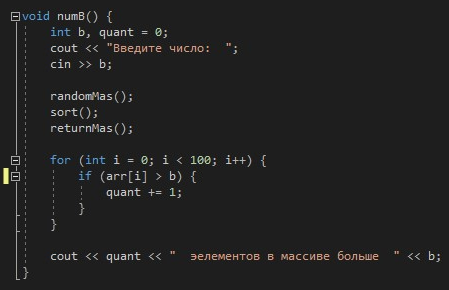 void numB() {
int b, quant = 0;
cout << "Введите число:  ";
cin >> b;
randomMas();
sort();
returnMas();
for (int i = 0; i < 100; i++) {
if (arr[i] > b) {
quant += 1;
}
}
cout << quant << "  эелементов в массиве больше  " << b;
}